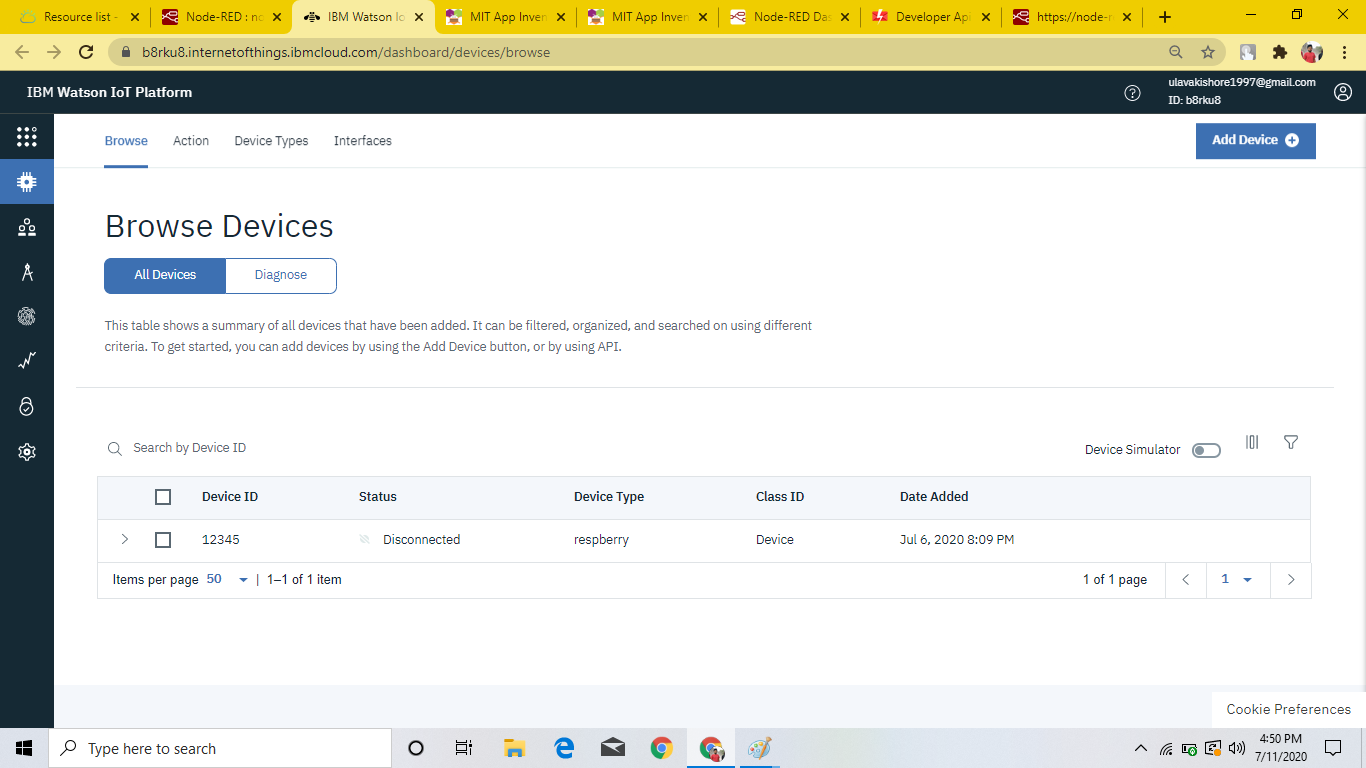 Resource list -
Node-RED : no
IBM Watson Io
MIT App Inven
MIT App Inven
Node-RED Das
Developer Api
https://node-r
b8rku8.internetofthings.ibmcloud.com/dashboard/devices/browse
IBM Watson IoT Platform
ulavakishore1997@gmail.com
ID: b8rku8
Browse Action Device Types Interfaces
Add Device
Browse Devices
All Devices Diagnose
This table shows a summary of all devices that have been added. It can be filtered, organized, and searched on using different
criteria. To get started, you can add devices by using the Add Device button, or by using API.
Search by Device ID
Device Simulator
Device ID Status Device Type Class ID Date Added
12345 Disconnected respberry Device Jul 6, 2020 8:09 PM
Items per page 50 | 1–1 of 1 item 1 of 1 page 1
Cookie Preferences
Type here to search
4:50 PM
7/11/2020